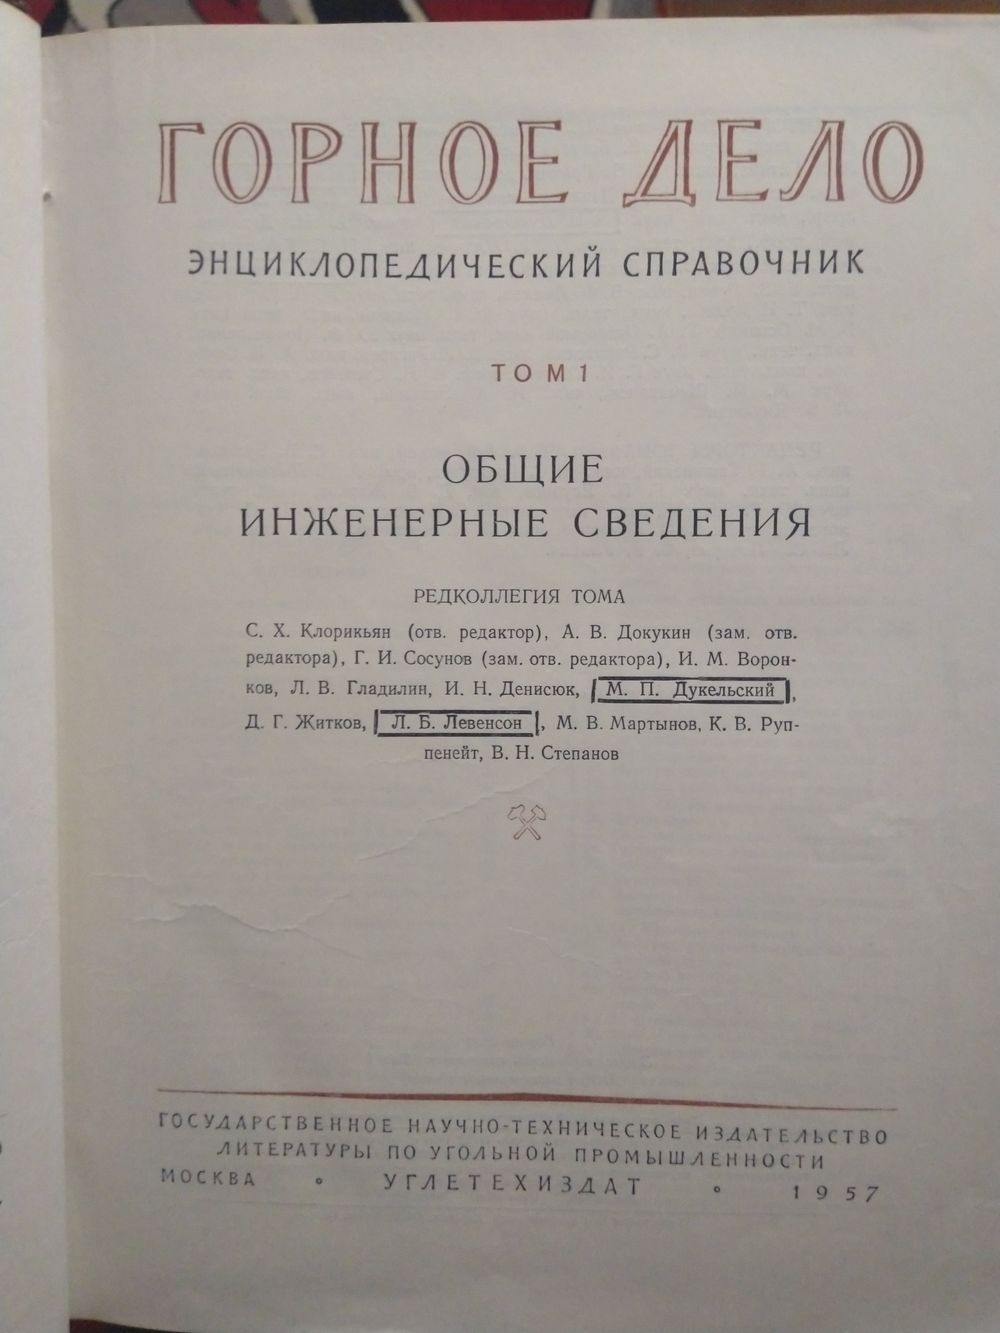 ГОРНОЕ ДЕЛО
ЭНЦИКЛОПЕДИЧЕСКИЙ СПРАВОЧНИК
ТОМ 1
ОБЩИЕ
ИНЖЕНЕРНЫЕ СВЕДЕНИЯ
РЕДКОЛЛЕГИЯ ТОМА
С. Х. Клорикьян (отв. редактор), А. В. Докукин (зам. отв.
редактора), Г. И. Сосунов (зам. отв. редактора), И. М. Ворон-
ков, Л. В. Гладилин, И. Н. Денисюк, М. П. Дукельский,
Д. Г. Житков, Л. Б. Левенсон, М. В. Мартынов, К. В. Руп-
пенейт, В. Н. Степанов
ГОСУДАРСТВЕННОЕ НАУЧНО-ТЕХНИЧЕСКОЕ ИЗДАТЕЛЬСТВО
ЛИТЕРАТУРЫ ПО УГОЛЬНОЙ ПРОМЫШЛЕННОСТИ
МОСКВА • УГЛЕТЕХИЗДАТ • 1957